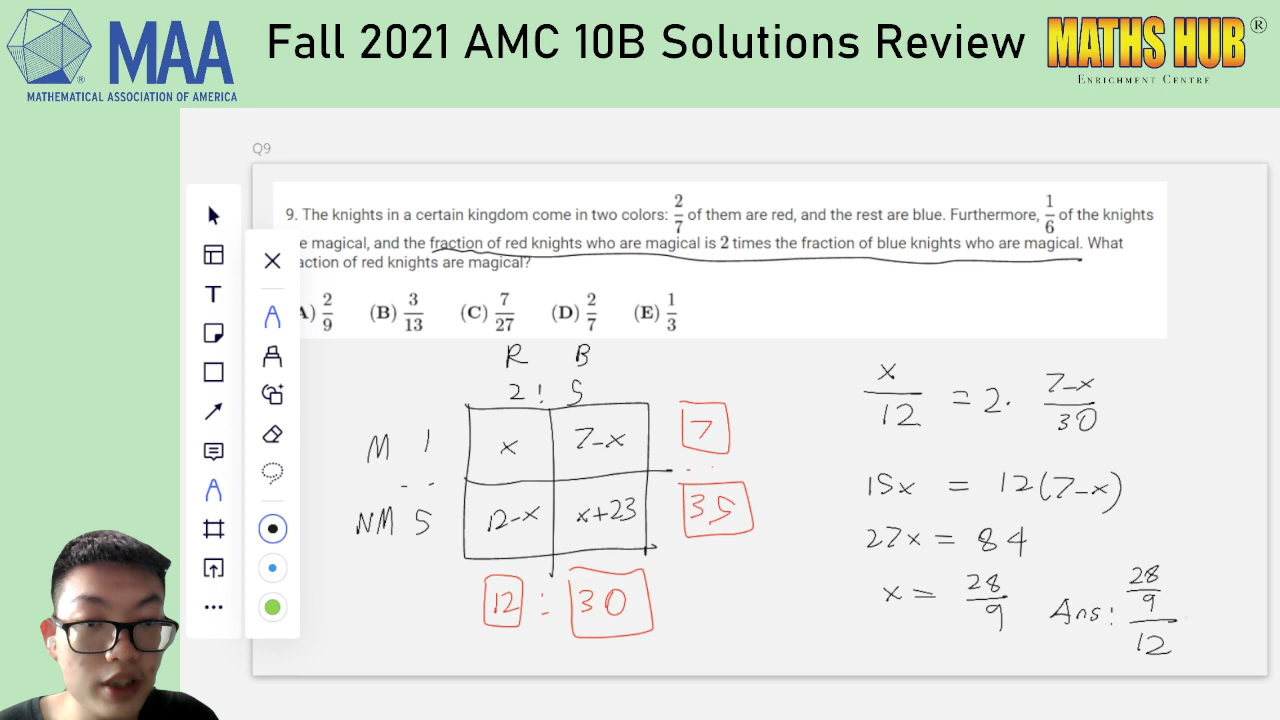 MAA
MATHEMATICAL ASSOCIATION OF AMERICA
Fall 2021 AMC 10B Solutions Review
MATHS HUB ®
ENRICHMENT CENTRE
Q9
9. The knights in a certain kingdom come in two colors: 2/7 of them are red, and the rest are blue. Furthermore, 1/6 of the knights
e magical, and the fraction of red knights who are magical is 2 times the fraction of blue knights who are magical. What
action of red knights are magical?
A) 2/9 (B) 3/13 (C) 7/27 (D) 2/7 (E) 1/3
R B
2 : 5
M 1 x 7-x 7
NM 5 12-x x+23 35
12 : 30
x/12 = 2. 7-x/30
15x = 12(7-x)
27x = 84
x = 28/9
Ans: 28/9/12